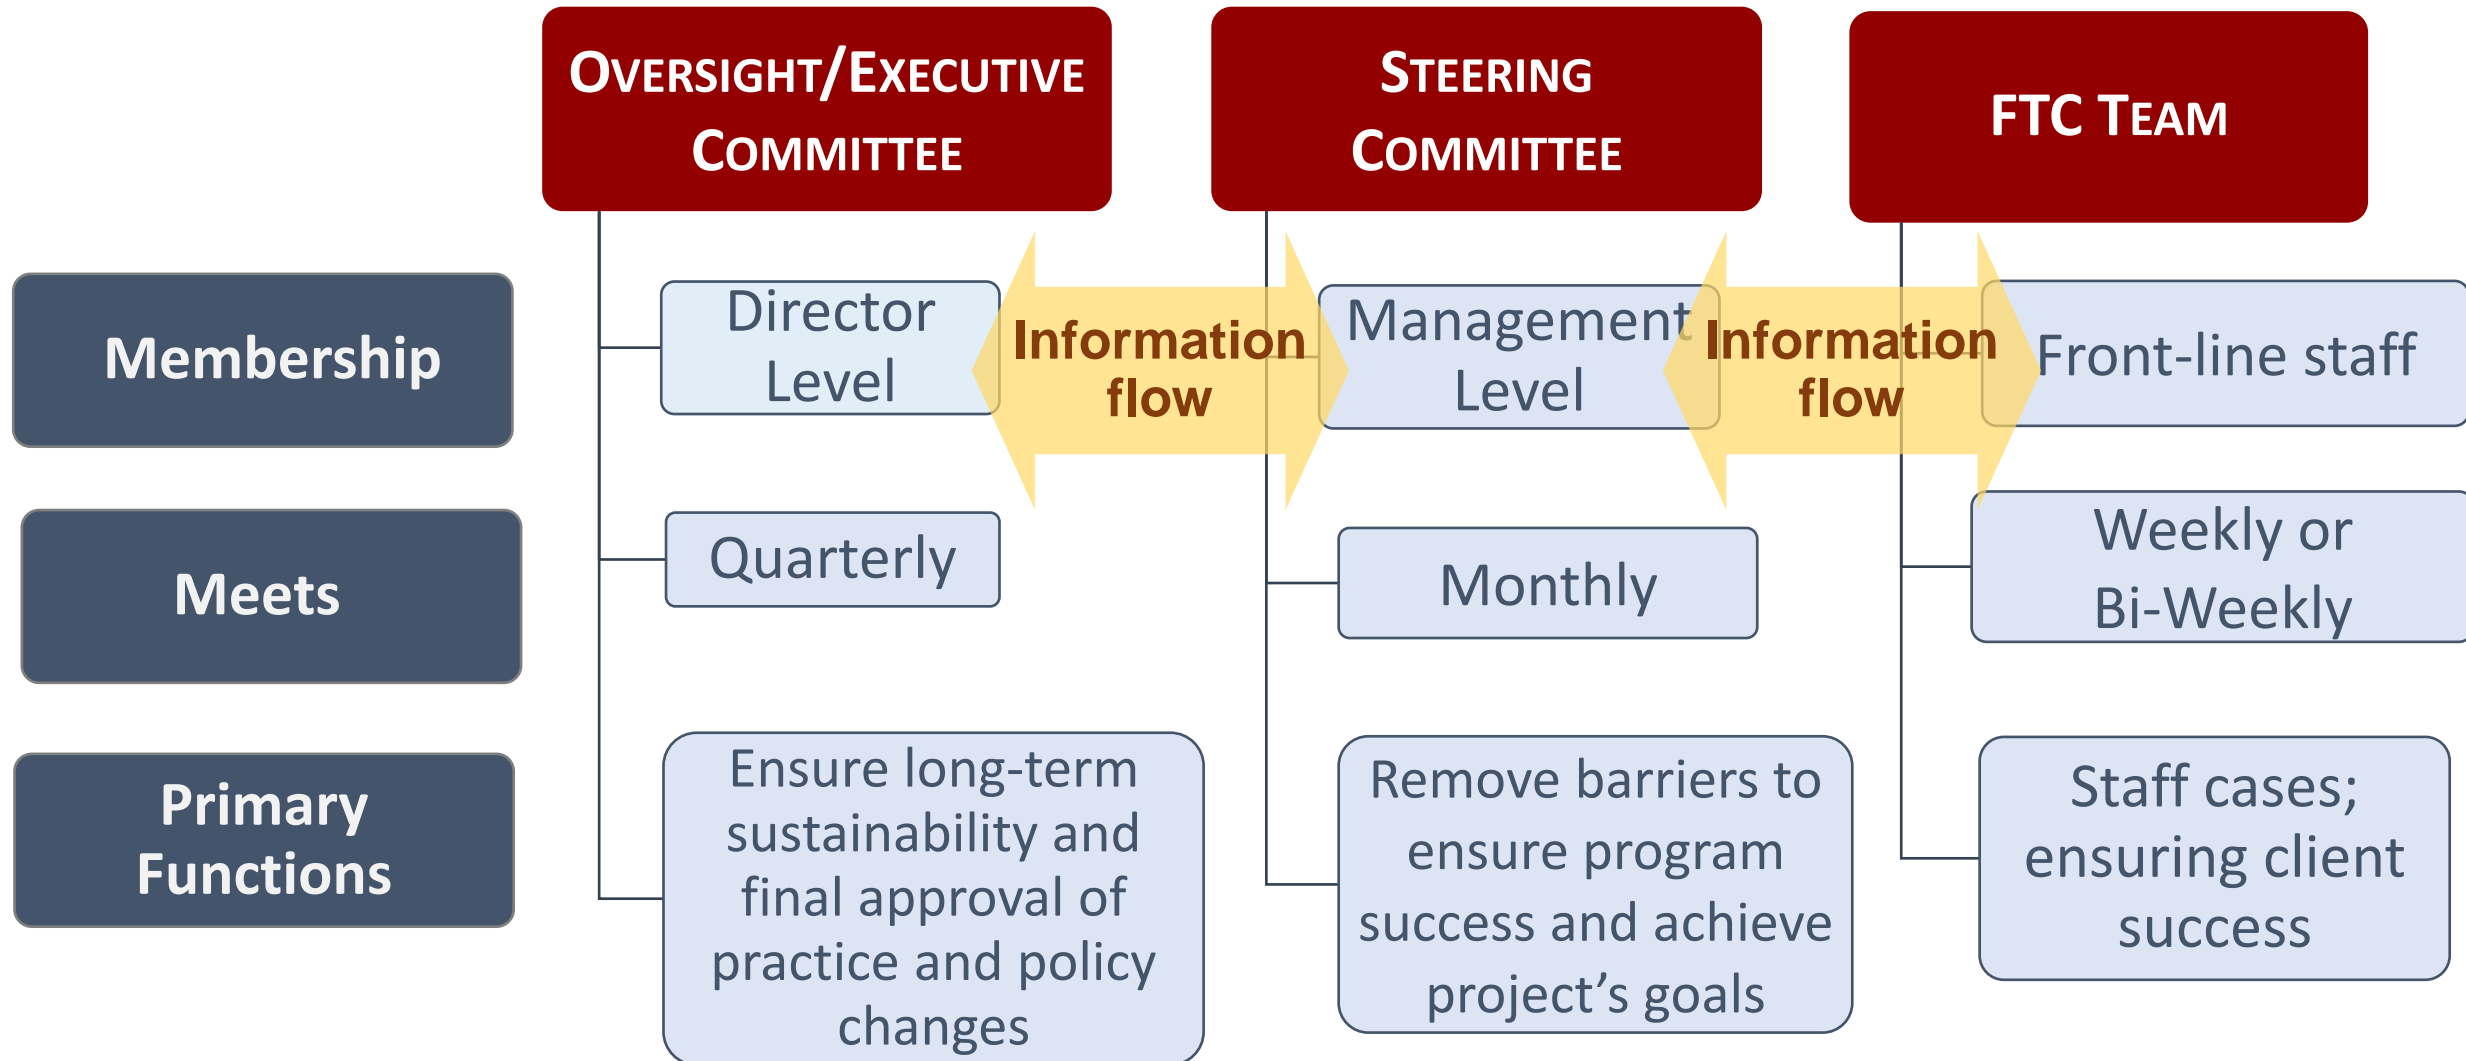 OVERSIGHT/EXECUTIVE
COMMITTEE
STEERING
COMMITTEE
FTC TEAM
Membership
Director
Level
Information
flow
Management
Level
Information
flow
Front-line staff
Meets
Quarterly
Monthly
Weekly or
Bi-Weekly
Primary
Functions
Ensure long-term
sustainability and
final approval of
practice and policy
changes
Remove barriers to
ensure program
success and achieve
project’s goals
Staff cases;
ensuring client
success